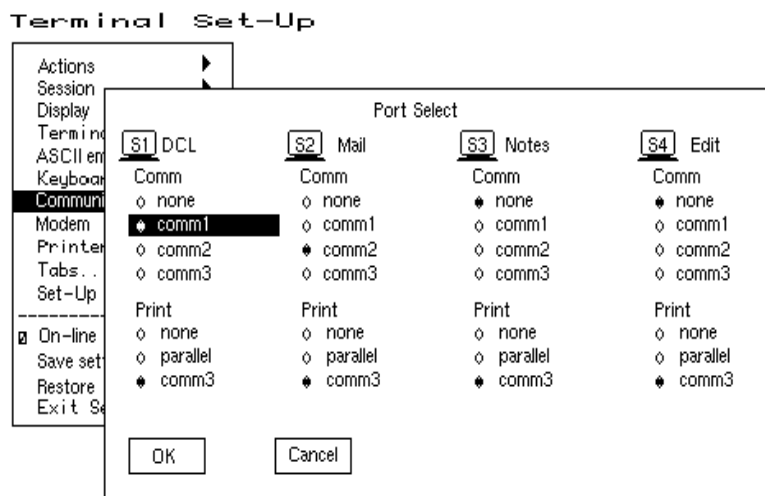 Terminal Set-Up
Actions
Session
Display
Termin
ASCII em
Keyboar
Communi
Modem
Printer
Tabs..
Set-Up
On-line
Save set
Restore
Exit Se
Port Select
S1 DCL
Comm
none
comm1
comm2
comm3
Print
none
parallel
comm3
S2 Mail
Comm
none
comm1
comm2
comm3
Print
none
parallel
comm3
S3 Notes
Comm
none
comm1
comm2
comm3
Print
none
parallel
comm3
S4 Edit
Comm
none
comm1
comm2
comm3
Print
none
parallel
comm3
OK
Cancel